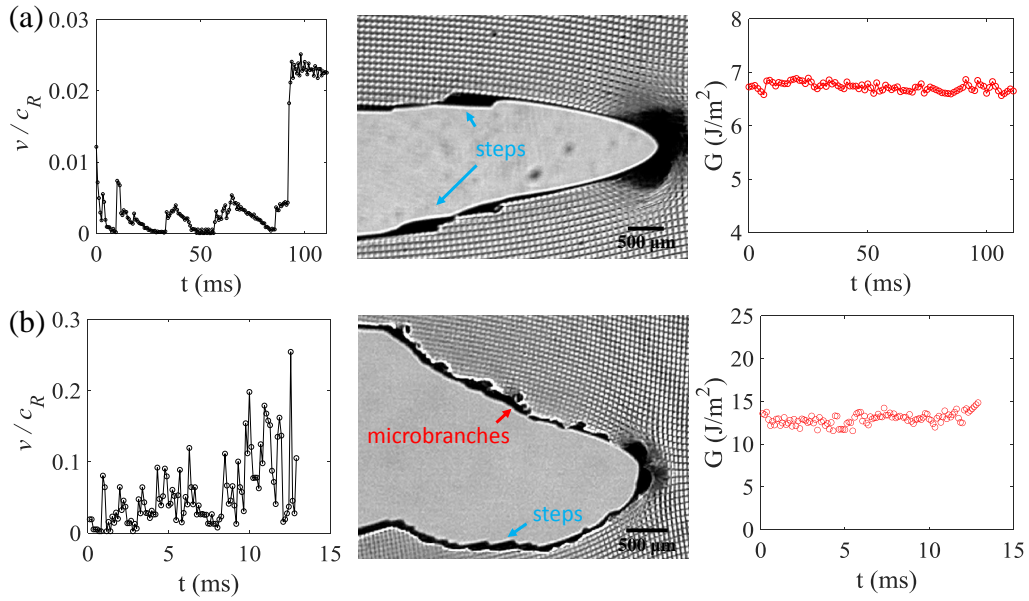 (a)
0.03
0.02
0.01
0
v / c_R
0
50
100
t (ms)
steps
500 μm
8
7
6
5
4
G (J/m²)
0
50
100
t (ms)
(b)
0.3
0.2
0.1
0
v / c_R
0
5
10
15
t (ms)
microbranches
steps
500 μm
25
20
15
10
5
0
G (J/m²)
0
5
10
15
t (ms)